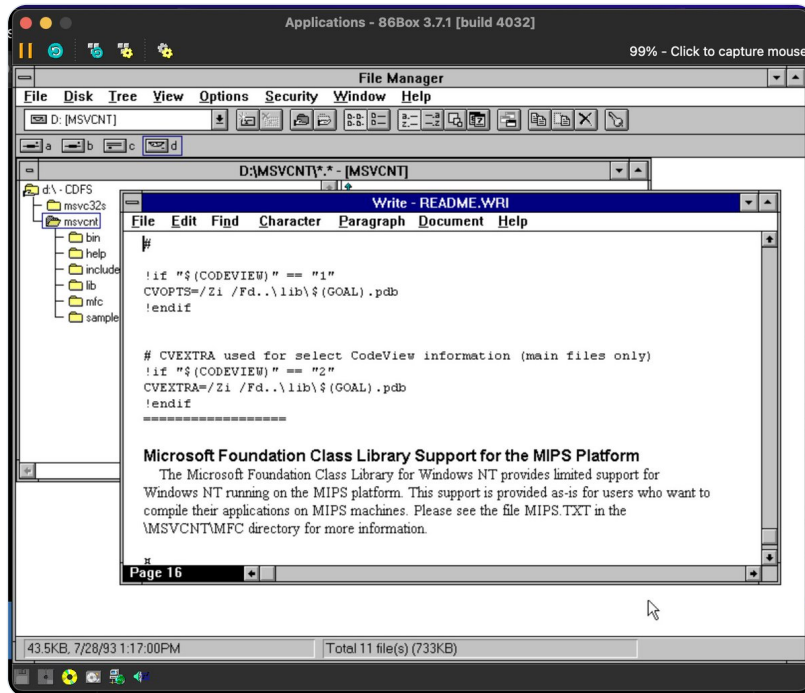 Applications - 86Box 3.7.1 [build 4032]
99% - Click to capture mouse
File Manager
File Disk Tree View Options Security Window Help
D: [MSVCNT]
a b c d
D:\MSVCNT\*.* - [MSVCNT]
d:\ - CDFS
msvc32s
msvcnt
bin
help
include
lib
mfc
sample
Write - README.WRI
File Edit Find Character Paragraph Document Help
#
!if "$(CODEVIEW)" == "1"
CVOPTS=/Zi /Fd..\lib\$(GOAL).pdb
!endif
# CVEXTRA used for select CodeView information (main files only)
!if "$(CODEVIEW)" == "2"
CVEXTRA=/Zi /Fd..\lib\$(GOAL).pdb
!endif
===================
Microsoft Foundation Class Library Support for the MIPS Platform
The Microsoft Foundation Class Library for Windows NT provides limited support for
Windows NT running on the MIPS platform. This support is provided as-is for users who want to
compile their applications on MIPS machines. Please see the file MIPS.TXT in the
\MSVCNT\MFC directory for more information.
¤
Page 16
43.5KB, 7/28/93 1:17:00PM
Total 11 file(s) (733KB)